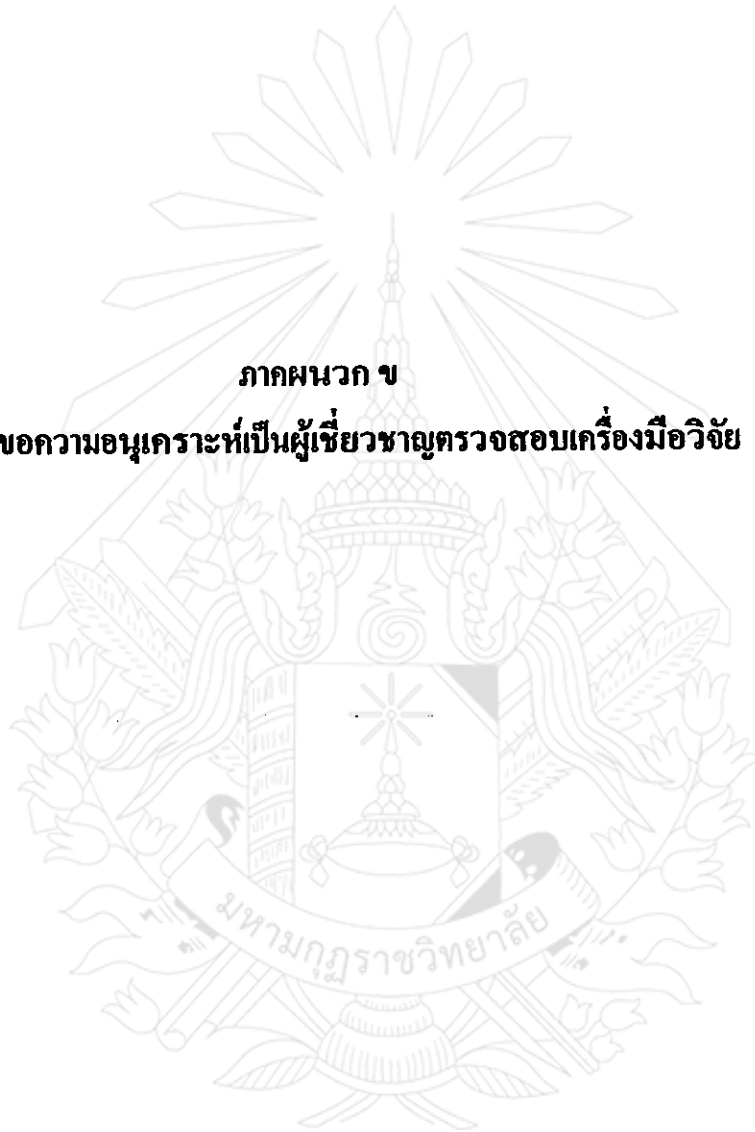 ภาคผนวก ข
ขอความอนุเคราะห์เป็นผู้เชี่ยวชาญตรวจสอบเครื่องมือวิจัย
มหามกุฏราชวิทยาลัย